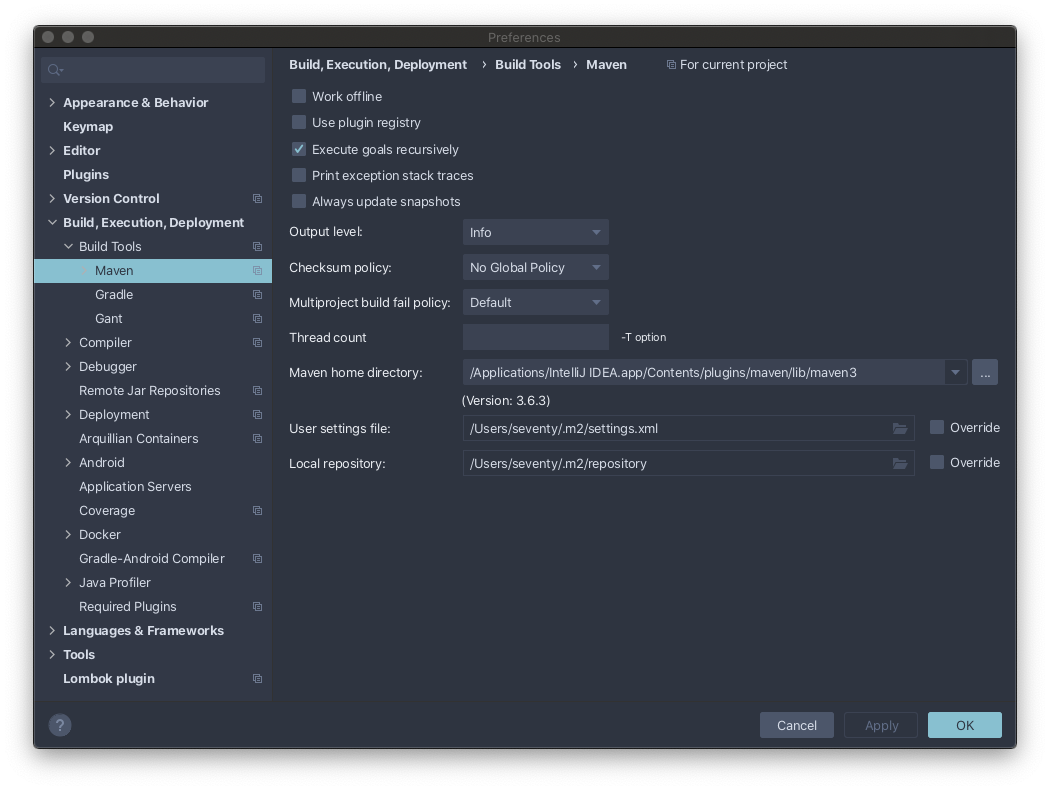 Preferences
Appearance & Behavior
Keymap
Editor
Plugins
Version Control
Build, Execution, Deployment
Build Tools
Maven
Gradle
Gant
Compiler
Debugger
Remote Jar Repositories
Deployment
Arquillian Containers
Android
Application Servers
Coverage
Docker
Gradle-Android Compiler
Java Profiler
Required Plugins
Languages & Frameworks
Tools
Lombok plugin
Build, Execution, Deployment › Build Tools › Maven For current project
Work offline
Use plugin registry
Execute goals recursively
Print exception stack traces
Always update snapshots
Output level: Info
Checksum policy: No Global Policy
Multiproject build fail policy: Default
Thread count -T option
Maven home directory: /Applications/IntelliJ IDEA.app/Contents/plugins/maven/lib/maven3 ...
(Version: 3.6.3)
User settings file: /Users/seventy/.m2/settings.xml Override
Local repository: /Users/seventy/.m2/repository Override
? Cancel Apply OK